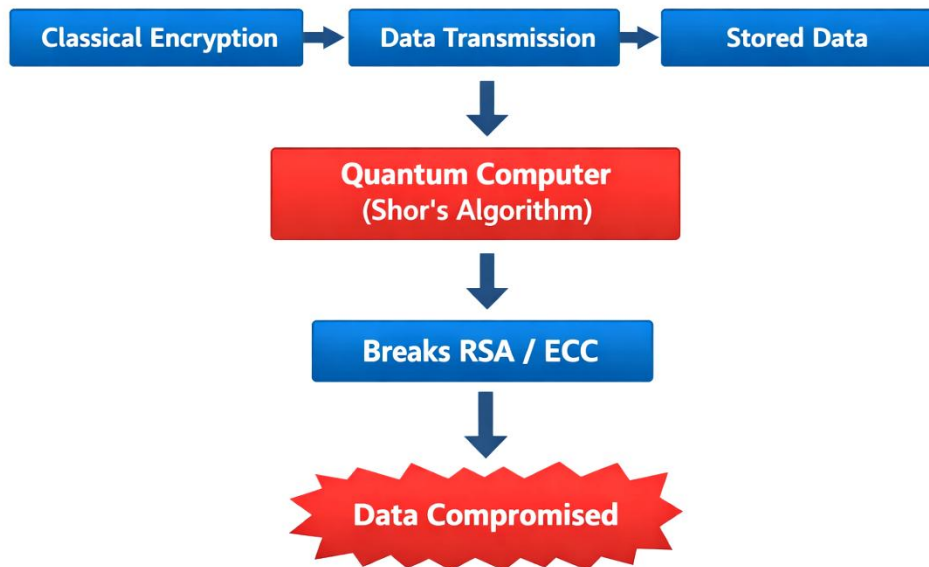 Classical Encryption
Data Transmission
Stored Data
Quantum Computer
(Shor's Algorithm)
Breaks RSA / ECC
Data Compromised